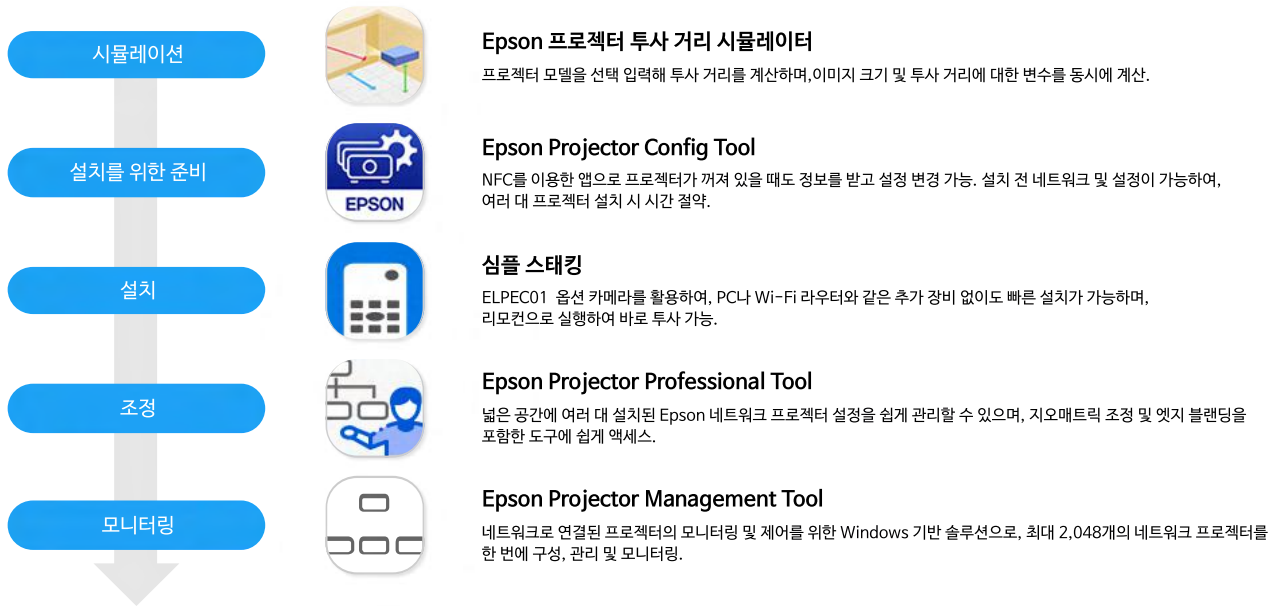 시뮬레이션
Epson 프로젝터 투사 거리 시뮬레이터
프로젝터 모델을 선택 입력해 투사 거리를 계산하며,이미지 크기 및 투사 거리에 대한 변수를 동시에 계산.
설치를 위한 준비
EPSON
Epson Projector Config Tool
NFC를 이용한 앱으로 프로젝터가 꺼져 있을 때도 정보를 받고 설정 변경 가능. 설치 전 네트워크 및 설정이 가능하여,
여러 대 프로젝터 설치 시 시간 절약.
설치
심플 스태킹
ELPEC01 옵션 카메라를 활용하여, PC나 Wi-Fi 라우터와 같은 추가 장비 없이도 빠른 설치가 가능하며,
리모컨으로 실행하여 바로 투사 가능.
조정
Epson Projector Professional Tool
넓은 공간에 여러 대 설치된 Epson 네트워크 프로젝터 설정을 쉽게 관리할 수 있으며, 지오매트릭 조정 및 엣지 블랜딩을
포함한 도구에 쉽게 액세스.
모니터링
Epson Projector Management Tool
네트워크로 연결된 프로젝터의 모니터링 및 제어를 위한 Windows 기반 솔루션으로, 최대 2,048개의 네트워크 프로젝터를
한 번에 구성, 관리 및 모니터링.